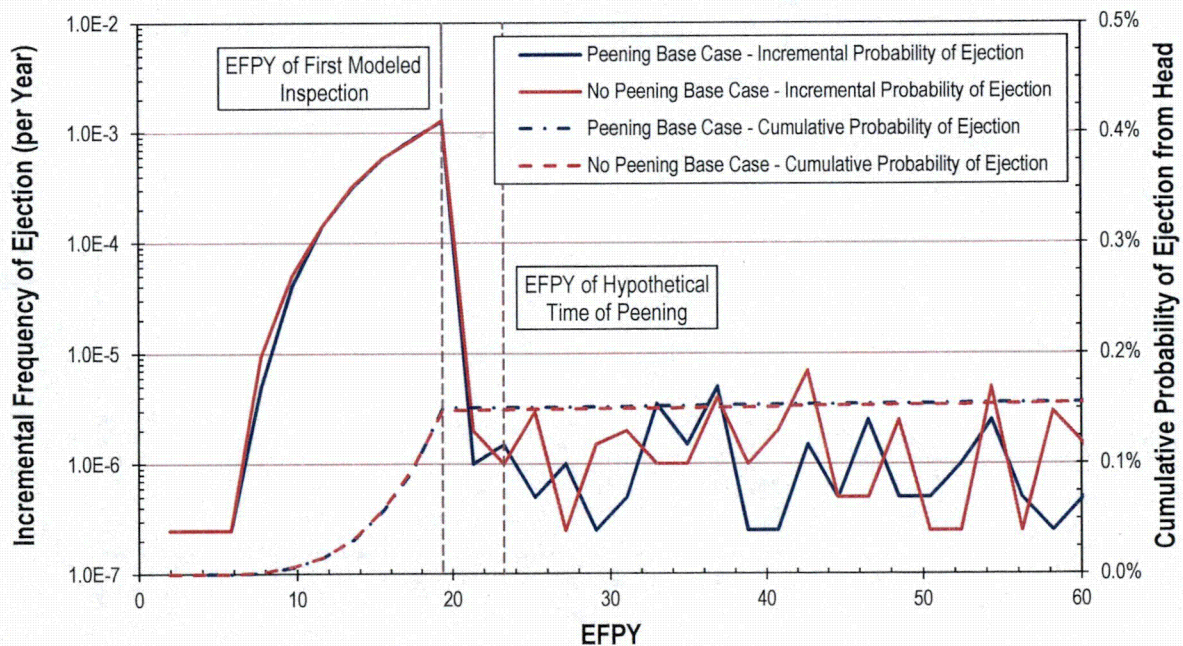 Incremental Frequency of Ejection (per Year)
1.0E-2
1.0E-3
1.0E-4
1.0E-5
1.0E-6
1.0E-7
EFPY of First Modeled
Inspection
Peening Base Case - Incremental Probability of Ejection
No Peening Base Case - Incremental Probability of Ejection
Peening Base Case - Cumulative Probability of Ejection
No Peening Base Case - Cumulative Probability of Ejection
EFPY of Hypothetical
Time of Peening
0.5%
0.4%
0.3%
0.2%
0.1%
0.0%
Cumulative Probability of Ejection from Head
0 10 20 30 40 50 60
EFPY